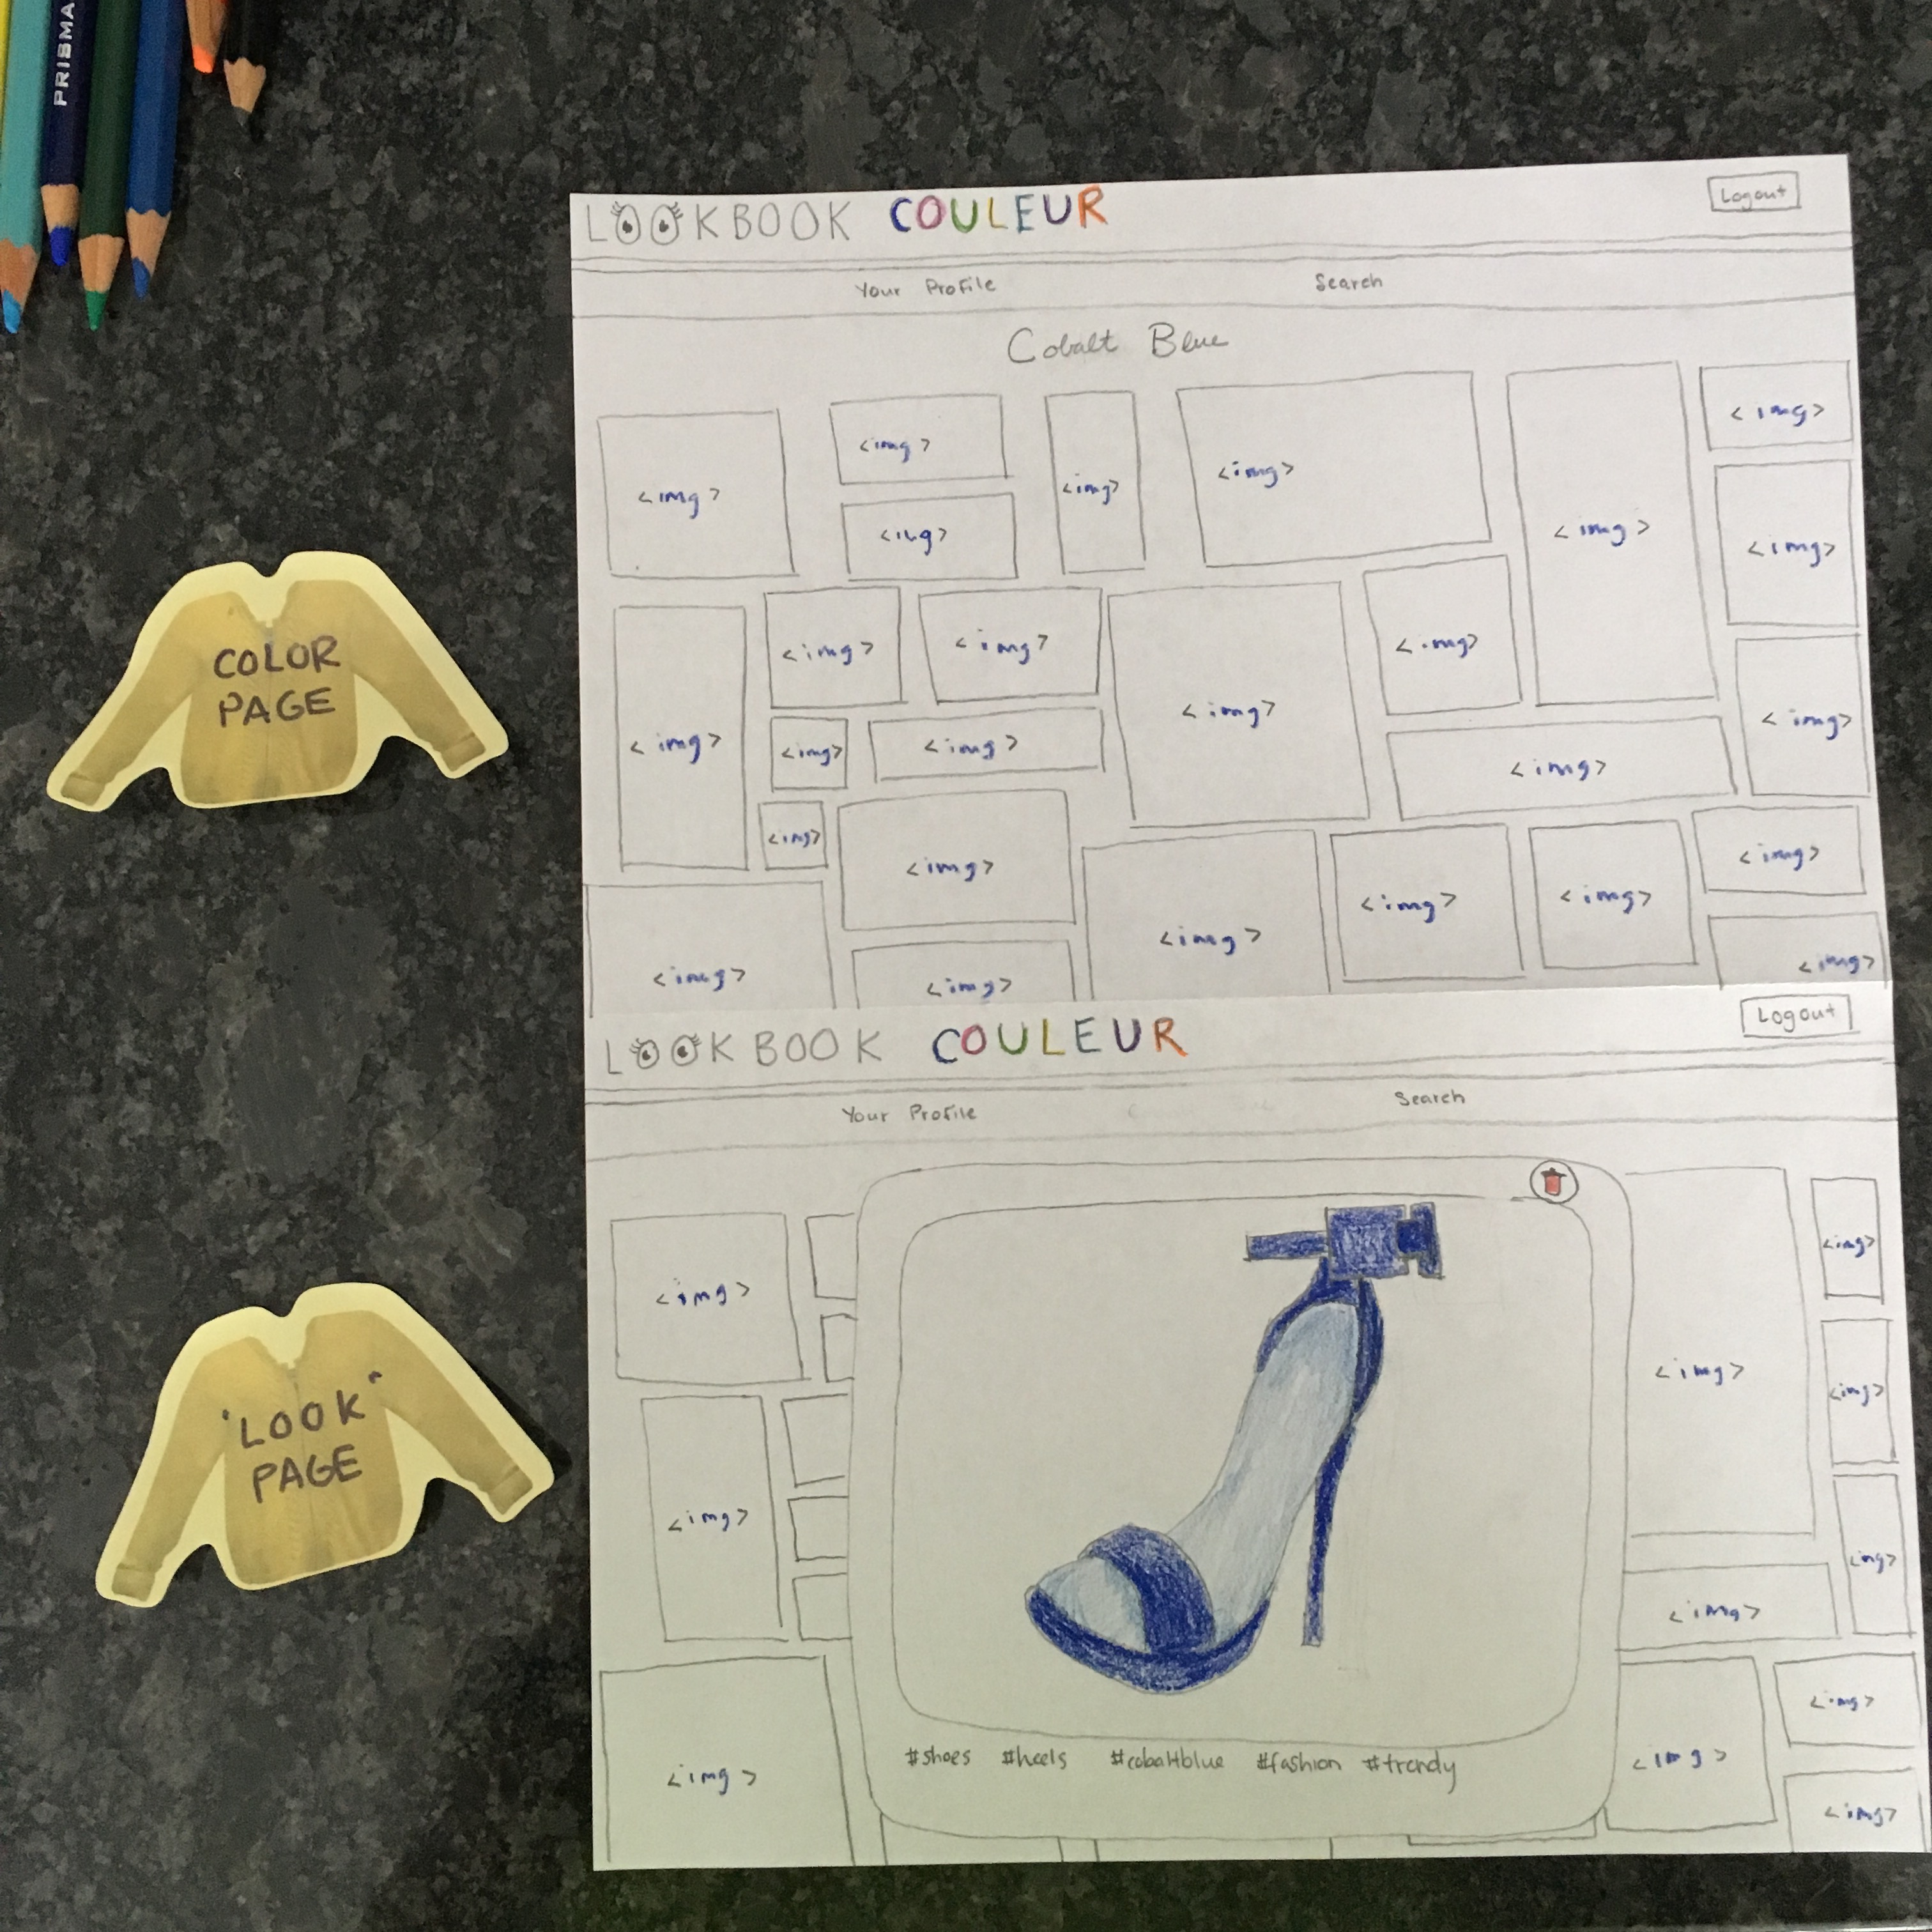 PRISMA
LOOKBOOK COULEUR
Logout
Your Profile Search
Cobalt Blue
<img> <img> <img> <img> <img> <img>
<img> <img>
<img> <img> <img> <img> <img>
<img> <img> <img> <img> <img>
<img> <img> <img> <img> <img> <img>
<img> <img> <img>
COLOR
PAGE
LOOKBOOK COULEUR
Logout
Your Profile Search
<img> <img>
<img> <img>
<img> <img>
<img> <img>
<img> <img>
<img>
#shoes #heels #cobaltblue #fashion #trendy
"LOOK"
PAGE